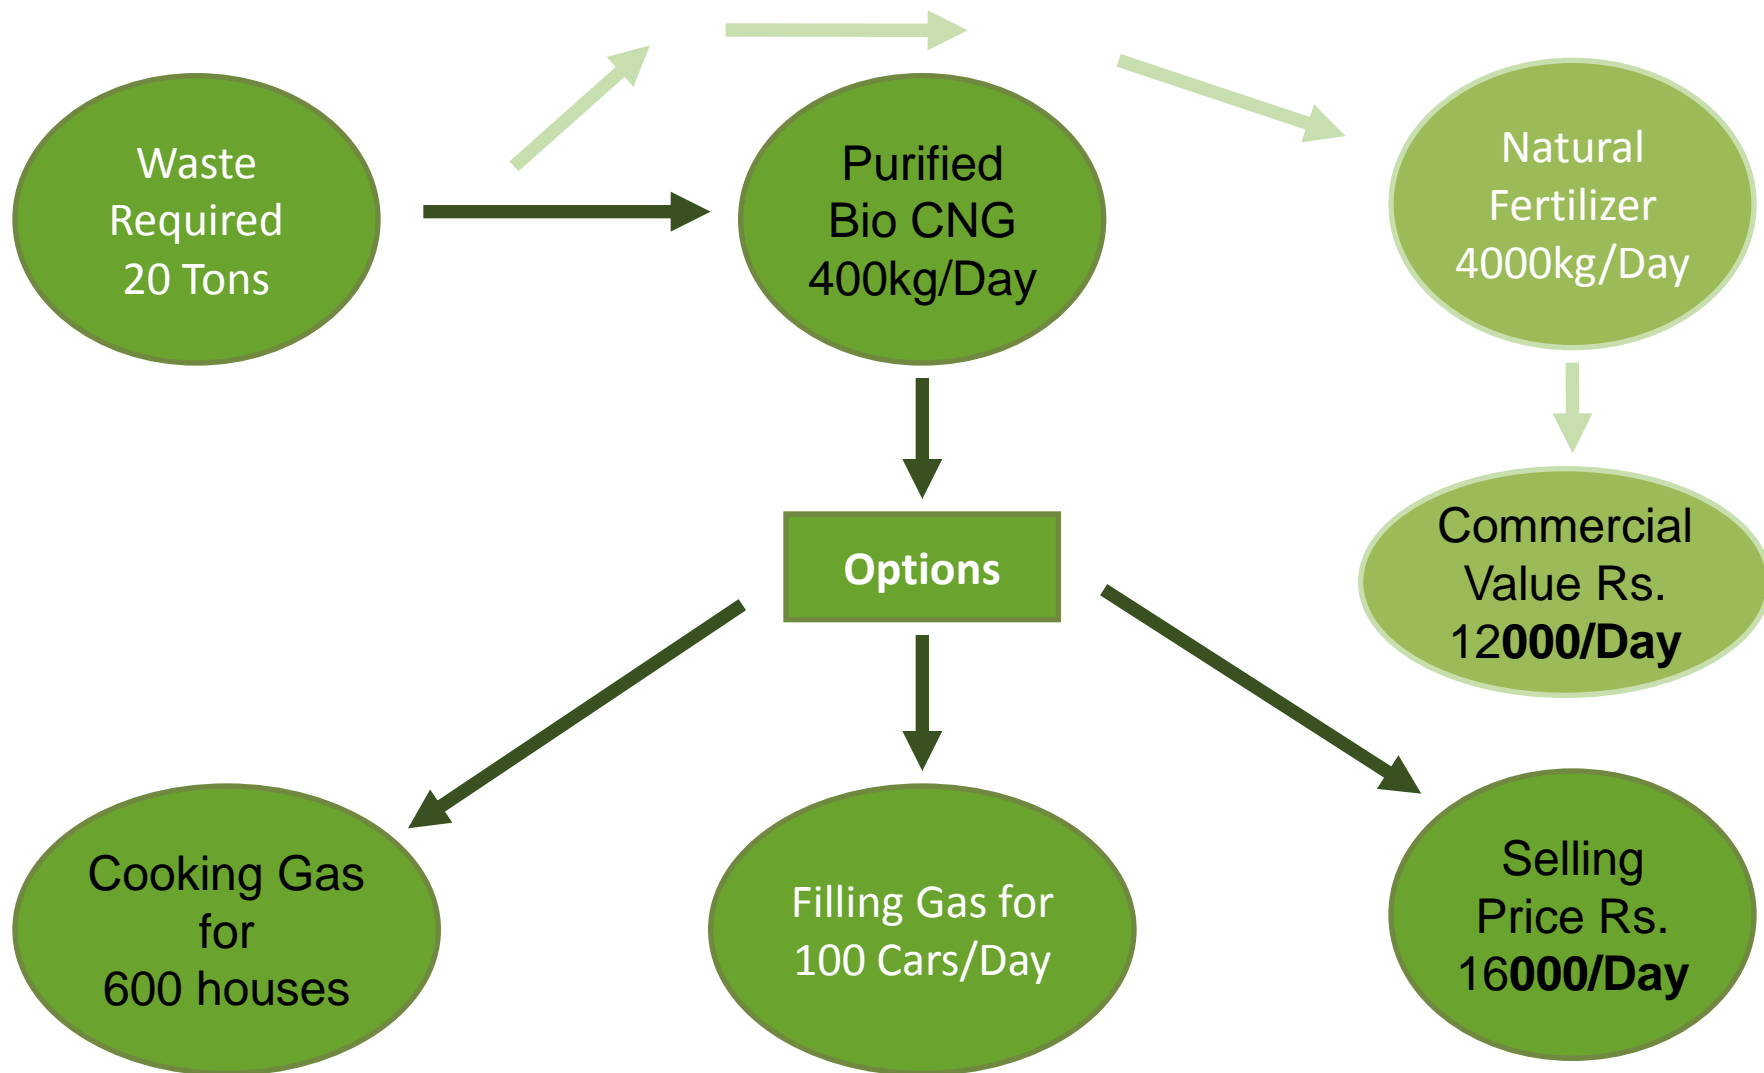 Waste
Required
20 Tons
Purified
Bio CNG
400kg/Day
Natural
Fertilizer
4000kg/Day
Options
Commercial
Value Rs.
12000/Day
Cooking Gas
for
600 houses
Filling Gas for
100 Cars/Day
Selling
Price Rs.
16000/Day